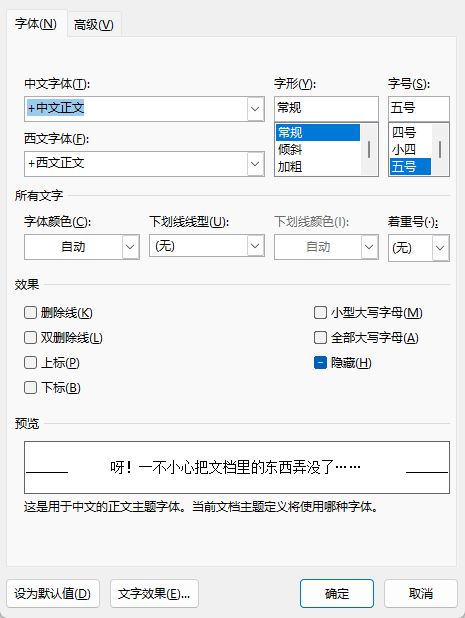 字体(N) 高级(V)
中文字体(T): 字形(Y): 字号(S):
+中文正文 常规 五号
西文字体(F): 常规 四号
+西文正文 倾斜 小四
加粗 五号
所有文字
字体颜色(C): 下划线线型(U): 下划线颜色(I): 着重号(·):
自动 (无) 自动 (无)
效果
删除线(K) 小型大写字母(M)
双删除线(L) 全部大写字母(A)
上标(P) 隐藏(H)
下标(B)
预览
呀！一不小心把文档里的东西弄没了……
这是用于中文的正文主题字体。当前文档主题定义将使用哪种字体。
设为默认值(D) 文字效果(E)... 确定 取消